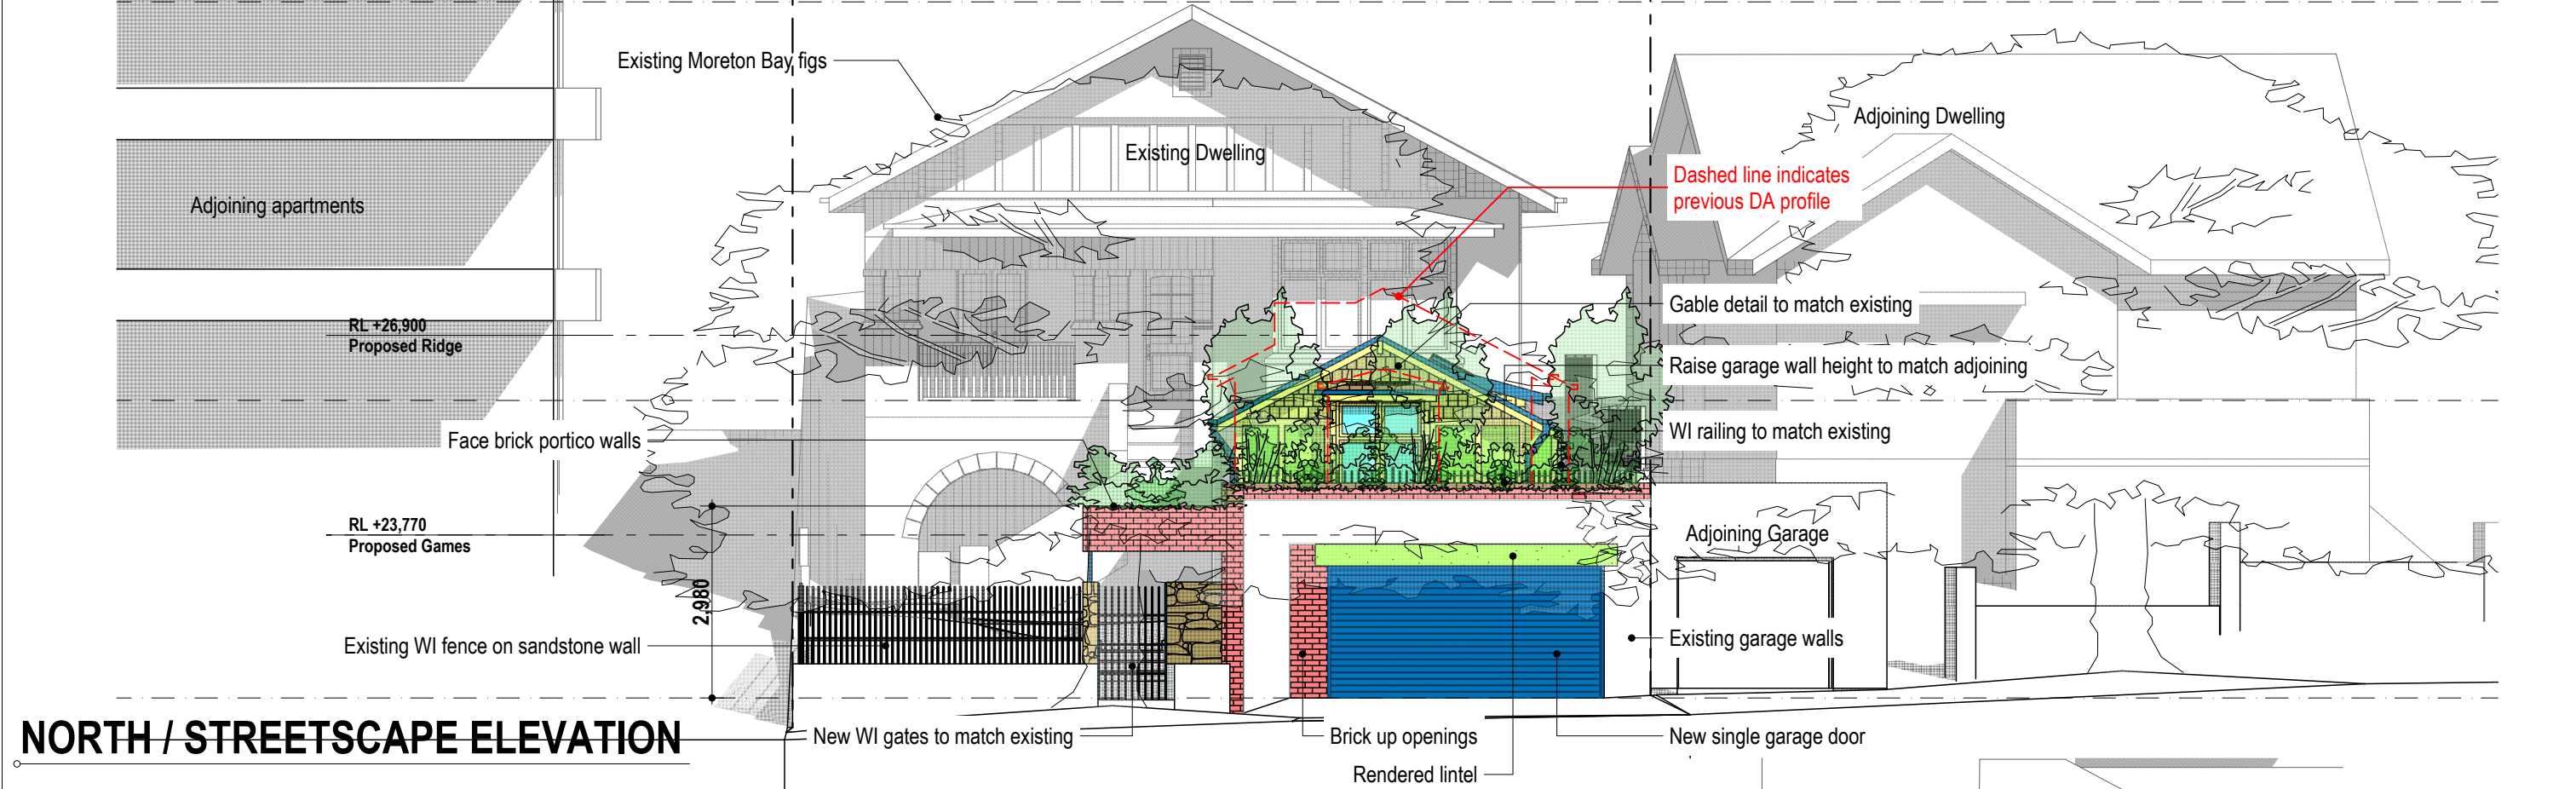 Existing Moreton Bay figs
Adjoining Dwelling
Existing Dwelling
Dashed line indicates
previous DA profile
Adjoining apartments
Gable detail to match existing
RL +26,900
Proposed Ridge
Raise garage wall height to match adjoining
Face brick portico walls
WI railing to match existing
RL +23,770
Proposed Games
Adjoining Garage
2,980
Existing WI fence on sandstone wall
Existing garage walls
NORTH / STREETSCAPE ELEVATION
New WI gates to match existing
Brick up openings
New single garage door
Rendered lintel